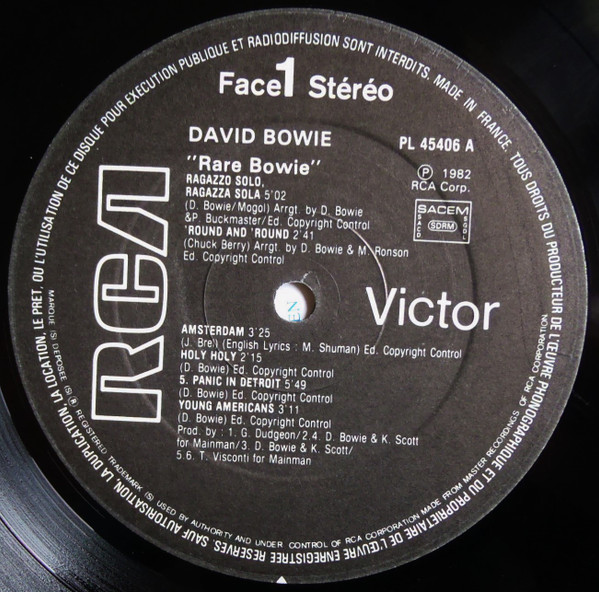 Face 1 Stéréo
DAVID BOWIE
PL 45406 A
"Rare Bowie"
Ⓟ 1982
RCA Corp.
RAGAZZO SOLO,
RAGAZZA SOLA 5'02
(D. Bowie/Mogol) Arrgt. by D. Bowie
&P. Buckmaster/ Ed. Copyright Control
'ROUND AND 'ROUND 2'41
(Chuck Berry) Arrgt. by D. Bowie & M. Ronson
Ed. Copyright Control
SACEM
SACD
SDRM
SGDL
RCA
Victor
AMSTERDAM 3'25
(J. Brel) (English Lyrics : M. Shuman) Ed. Copyright Control
HOLY HOLY 2'15
(D. Bowie) Ed. Copyright Control
5. PANIC IN DETROIT 5'49
(D. Bowie) Ed. Copyright Control
YOUNG AMERICANS 3'11
(D. Bowie) Ed. Copyright Control
Prod. by : 1. G. Dudgeon/2.4. D. Bowie & K. Scott
for Mainman/3. D. Bowie & K. Scott/
5.6. T. Visconti for Mainman
MADE IN FRANCE. TOUS DROITS DU PRODUCTEUR DE L'ŒUVRE PHONOGRAPHIQUE ET DU PROPRIETAIRE DE L'ŒUVRE ENREGISTREE RESERVES. SAUF AUTORISATION, LA DUPLICATION, LA LOCATION, LE PRET, OU L'UTILISATION DE CE DISQUE POUR EXECUTION PUBLIQUE ET RADIODIFFUSION SONT INTERDITS.
MARQUE (S) DEPOSEE (S) ® REGISTERED TRADEMARK (S) USED BY AUTHORITY AND UNDER CONTROL OF RCA CORPORATION MADE FROM MASTER RECORDINGS OF RCA CORPORATION